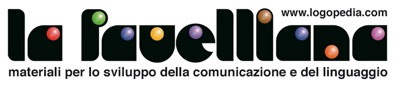 www.logopedia.com
la favelliana
materiali per lo sviluppo della comunicazione e del linguaggio